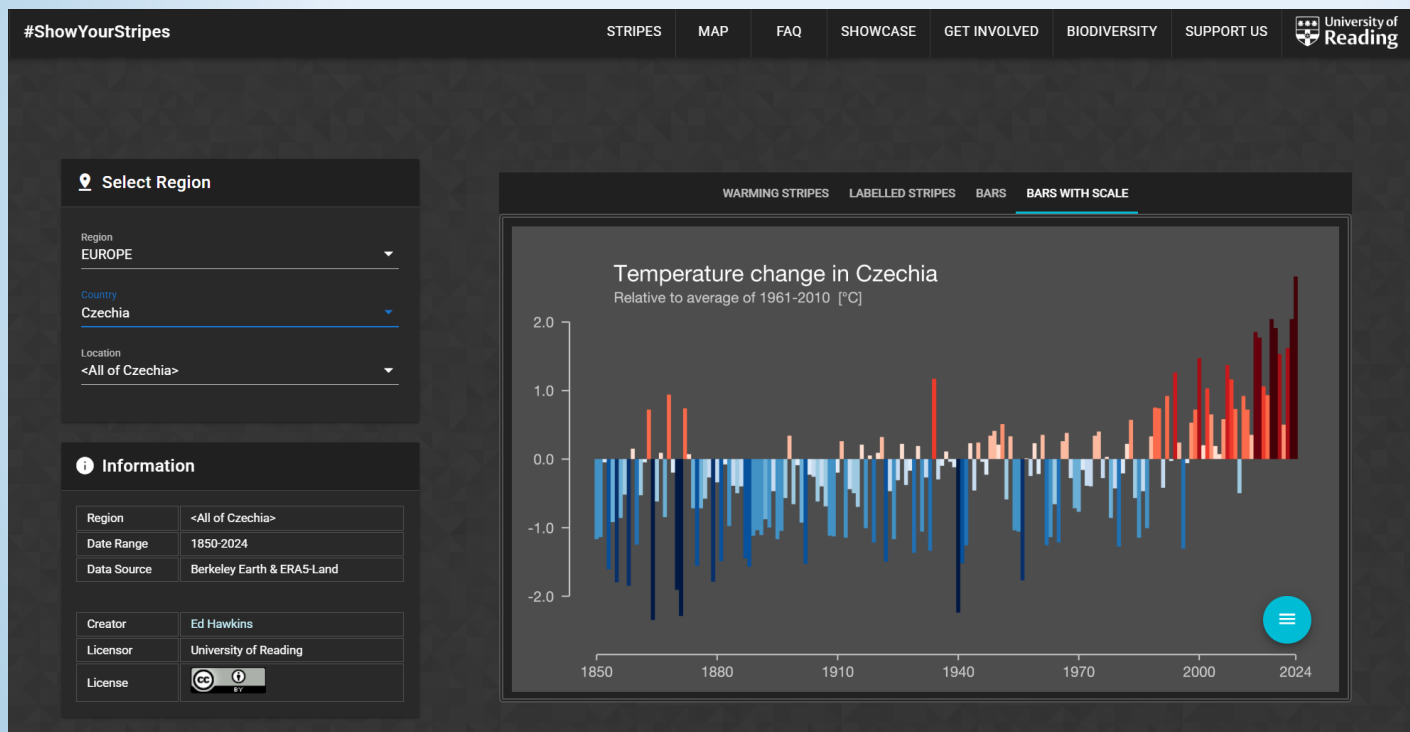 #ShowYourStripes
STRIPES
MAP
FAQ
SHOWCASE
GET INVOLVED
BIODIVERSITY
SUPPORT US
University of
Reading
Select Region
Region
EUROPE
Country
Czechia
Location
<All of Czechia>
Information
Region <All of Czechia>
Date Range 1850-2024
Data Source Berkeley Earth & ERA5-Land
Creator Ed Hawkins
Licensor University of Reading
License cc BY
WARMING STRIPES
LABELLED STRIPES
BARS
BARS WITH SCALE
Temperature change in Czechia
Relative to average of 1961-2010 [°C]
2.0
1.0
0.0
-1.0
-2.0
1850 1880 1910 1940 1970 2000 2024